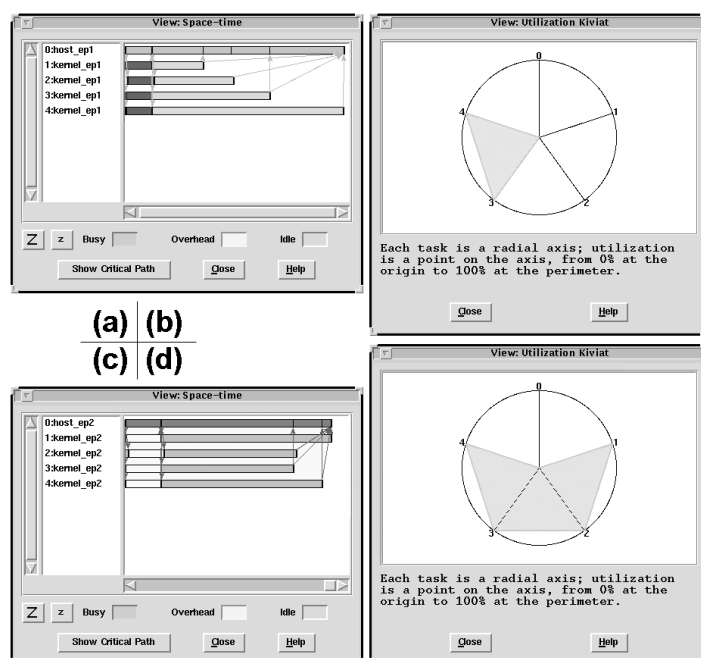 View: Space-time
0:host_ep1
1:kernel_ep1
2:kernel_ep1
3:kernel_ep1
4:kernel_ep1
Z z Busy Overhead Idle
Show Critical Path Close Help
View: Utilization Kiviat
0
4 1
3 2
Each task is a radial axis; utilization
is a point on the axis, from 0% at the
origin to 100% at the perimeter.
Close Help
(a) (b)
(c) (d)
View: Space-time
0:host_ep2
1:kernel_ep2
2:kernel_ep2
3:kernel_ep2
4:kernel_ep2
Z z Busy Overhead Idle
Show Critical Path Close Help
View: Utilization Kiviat
0
4 1
3 2
Each task is a radial axis; utilization
is a point on the axis, from 0% at the
origin to 100% at the perimeter.
Close Help